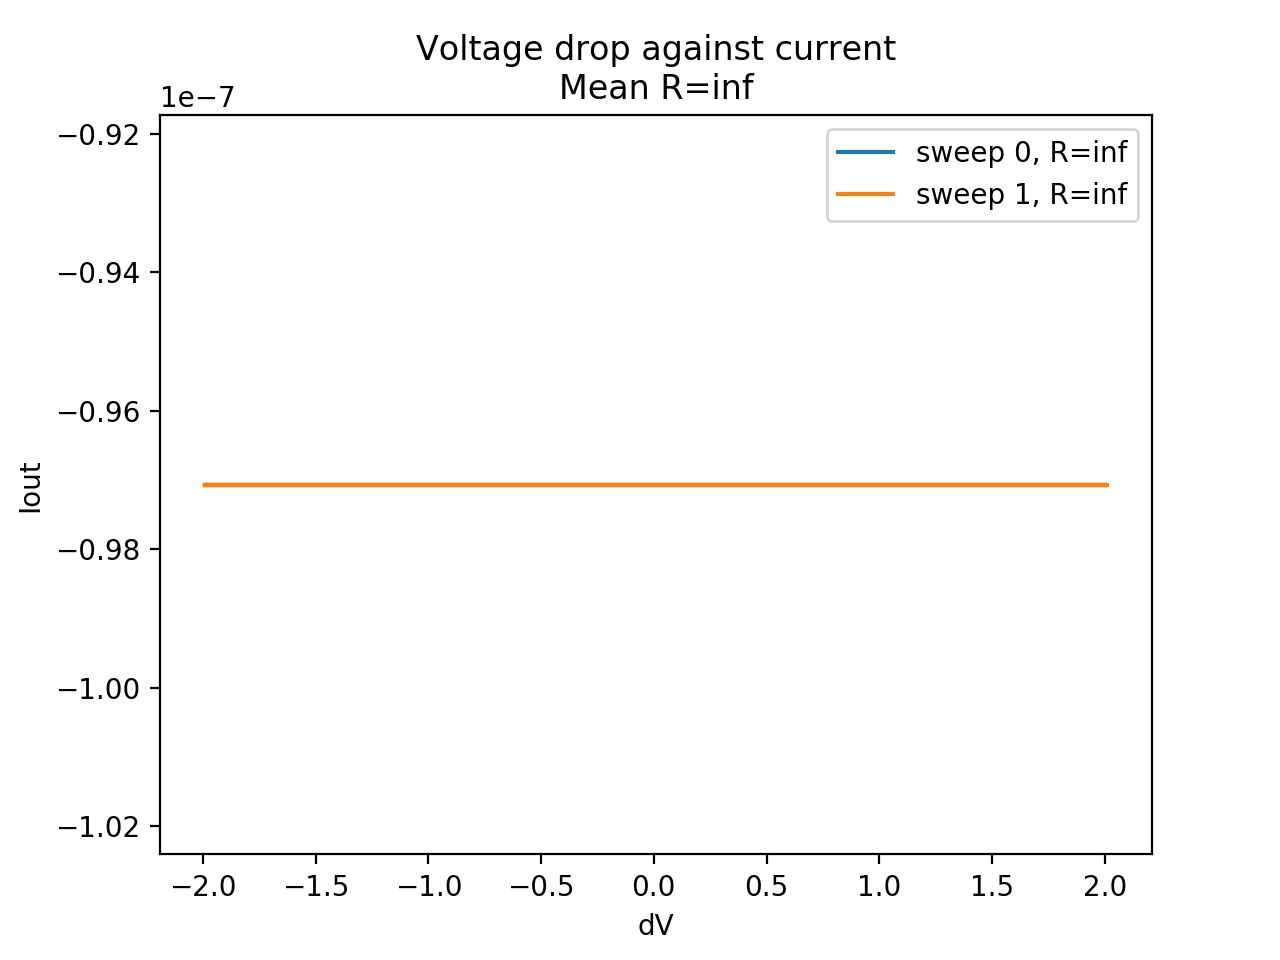 Voltage drop against current
Mean R=inf
1e−7
sweep 0, R=inf
sweep 1, R=inf
−0.92
−0.94
−0.96
−0.98
−1.00
−1.02
Iout
−2.0 −1.5 −1.0 −0.5 0.0 0.5 1.0 1.5 2.0
dV